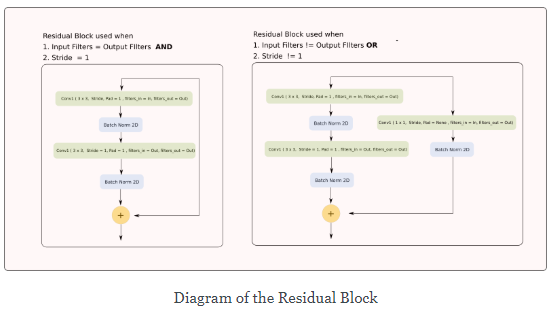 Residual Block used when
1. Input Filters = Output Filters AND
2. Stride = 1
Conv1 ( 3 x 3, Stride, Pad = 1 , filters_in = In, filters_out = Out)
Batch Norm 2D
Conv1 ( 3 x 3, Stride = 1, Pad = 1 , filters_in = Out, filters_out = Out)
Batch Norm 2D
+
Residual Block used when
1. Input Filters != Output Filters OR
2. Stride != 1
Conv1 ( 3 x 3, Stride, Pad = 1 , filters_in = In, filters_out = Out)
Batch Norm 2D
Conv1 ( 3 x 3, Stride = 1, Pad = 1 , filters_in = Out, filters_out = Out)
Batch Norm 2D
Conv1 ( 1 x 1, Stride, Pad = None , filters_in = In, filters_out = Out)
Batch Norm 2D
+
Diagram of the Residual Block